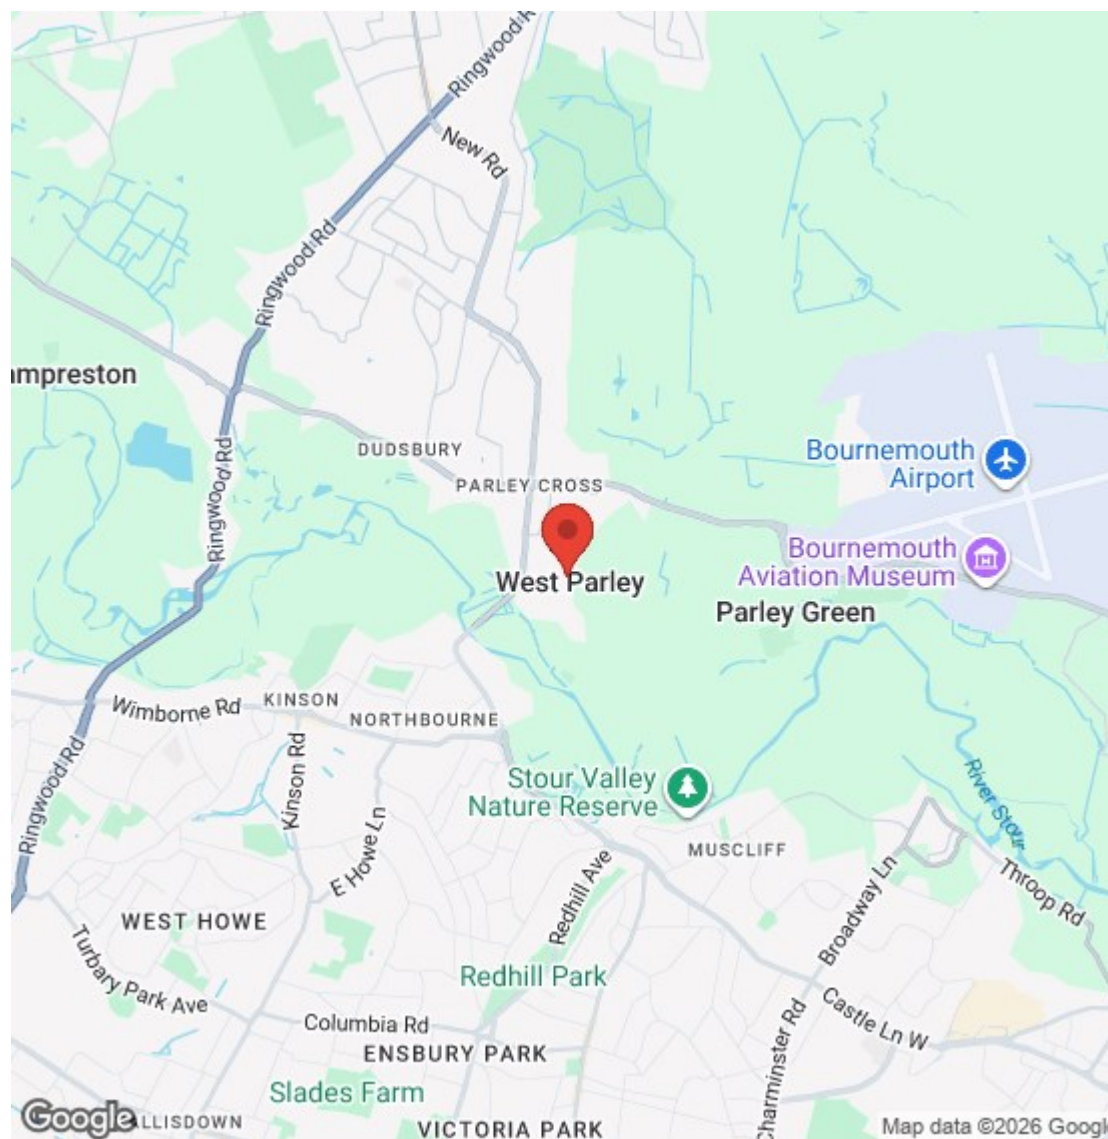 Ringwood R
New Rd
Ringwood Rd
ampreston
DUDSBURY
Bournemouth
Airport
PARLEY CROSS
Ringwood Rd
Bournemouth
Aviation Museum
West Parley
Parley Green
KINSON
Wimborne Rd
NORTHBOURNE
Ringwood Rd
Kinson Rd
Stour Valley
Nature Reserve
River Stour
E Howe Ln
MUSCLIFF
Redhill Ave
Broadway Ln
Throop Rd
WEST HOWE
Turbary Park Ave
Redhill Park
Castle Ln W
Charminster Rd
Columbia Rd
ENSBURY PARK
Slades Farm
Google
ALLISDOWN
VICTORIA PARK
Map data ©2026 Google